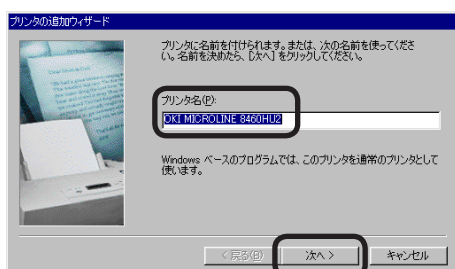 プリンタの追加ウィザード
プリンタに名前を付けられます。または、次の名前を使ってくださ
い。名前を決めたら、[次へ] をクリックしてください。
プリンタ名(P):
OKI MICROLINE 8460HU2
Windows ベースのプログラムでは、このプリンタを通常のプリンタとして
使います。
< 戻る(B)
次へ >
キャンセル